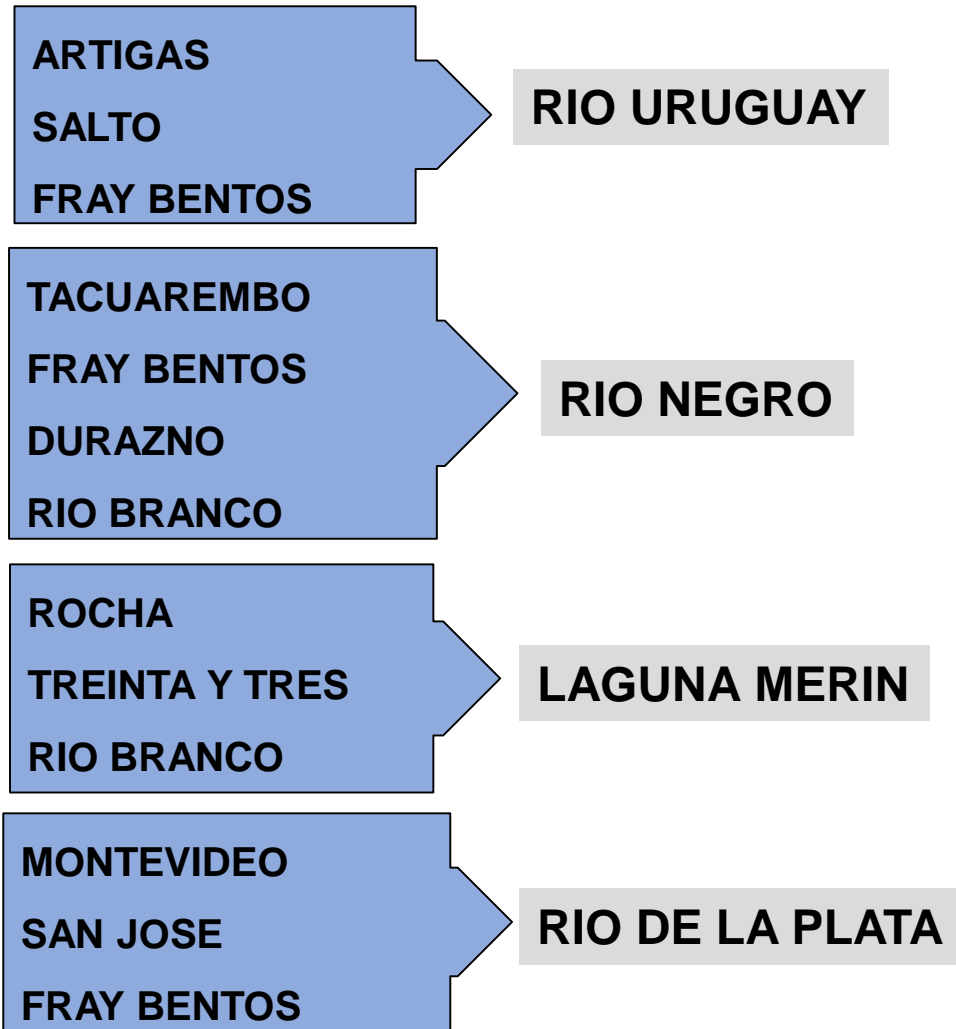 ARTIGAS
SALTO
FRAY BENTOS
RIO URUGUAY
TACUAREMBO
FRAY BENTOS
DURAZNO
RIO BRANCO
RIO NEGRO
ROCHA
TREINTA Y TRES
RIO BRANCO
LAGUNA MERIN
MONTEVIDEO
SAN JOSE
FRAY BENTOS
RIO DE LA PLATA